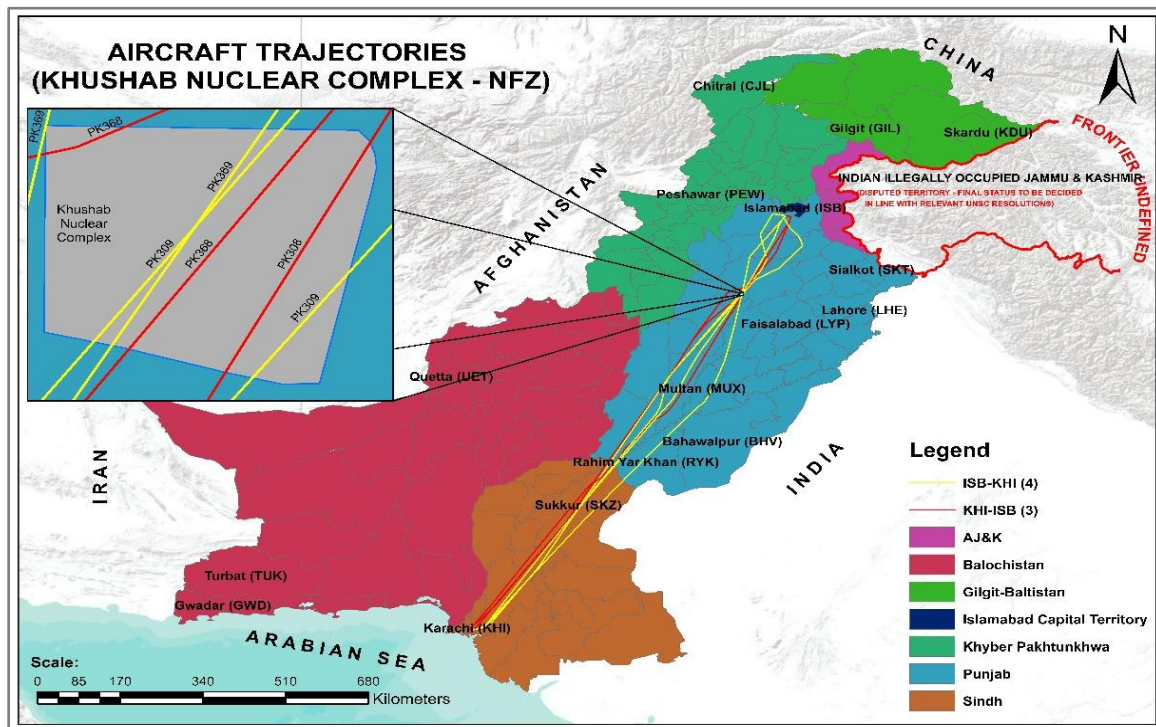 AIRCRAFT TRAJECTORIES
(KHUSHAB NUCLEAR COMPLEX - NFZ)
N
CHINA
PK369
PK368
PK369
PK309
PK368
PK308
PK309
Khushab
Nuclear
Complex
Chitral (CJL)
Gilgit (GIL)
Skardu (KDU)
FRONTIER UNDEFINED
INDIAN ILLEGALLY OCCUPIED JAMMU & KASHMIR
(DISPUTED TERRITORY - FINAL STATUS TO BE DECIDED
IN LINE WITH RELEVANT UNSC RESOLUTIONS)
Peshawar (PEW)
Islamabad (ISB)
AFGHANISTAN
Sialkot (SKT)
Lahore (LHE)
Faisalabad (LYP)
Quetta (UET)
Multan (MUX)
Bahawalpur (BHV)
Rahim Yar Khan (RYK)
IRAN
INDIA
Sukkur (SKZ)
Turbat (TUK)
Gwadar (GWD)
Karachi (KHI)
ARABIAN SEA
Scale:
0 85 170 340 510 680
Kilometers
Legend
ISB-KHI (4)
KHI-ISB (3)
AJ&K
Balochistan
Gilgit-Baltistan
Islamabad Capital Territory
Khyber Pakhtunkhwa
Punjab
Sindh